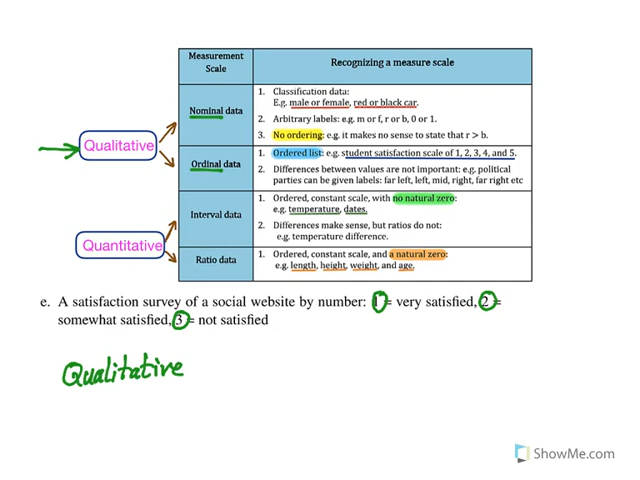 Measurement Scale
Recognizing a measure scale
Qualitative
Quantitative
Nominal data
1. Classification data:
E.g. male or female, red or black car.
2. Arbitrary labels: e.g. m or f, r or b, 0 or 1.
3. No ordering: e.g. it makes no sense to state that r > b.
Ordinal data
1. Ordered list: e.g. student satisfaction scale of 1, 2, 3, 4, and 5.
2. Differences between values are not important: e.g. political
parties can be given labels: far left, left, mid, right, far right etc
Interval data
1. Ordered, constant scale, with no natural zero:
e.g. temperature, dates.
2. Differences make sense, but ratios do not:
e.g. temperature difference.
Ratio data
1. Ordered, constant scale, and a natural zero:
e.g. length, height, weight, and age.
e. A satisfaction survey of a social website by number: 1 = very satisfied, 2 =
somewhat satisfied, 3 = not satisfied
Qualitative
ShowMe.com